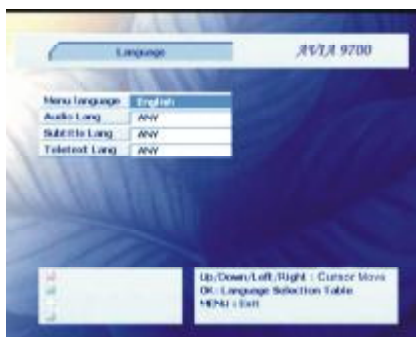 Language
AVIA 9700
Menu language English
Audio Lang ANY
Subtitle Lang ANY
Teletext Lang ANY
Up/Down/Left/Right : Cursor Move
OK: Language Selection Table
MENU : Exit